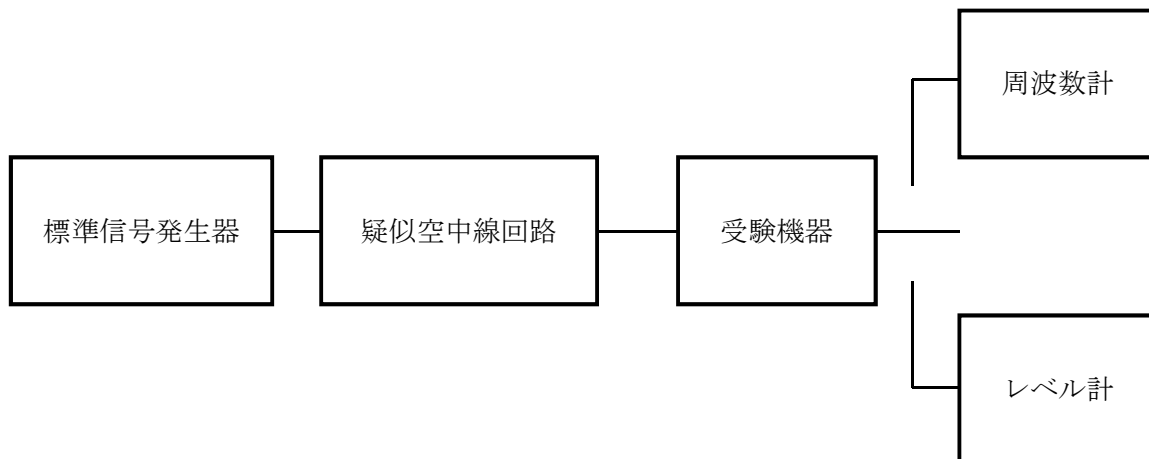 周波数計
標準信号発生器
疑似空中線回路
受験機器
レベル計